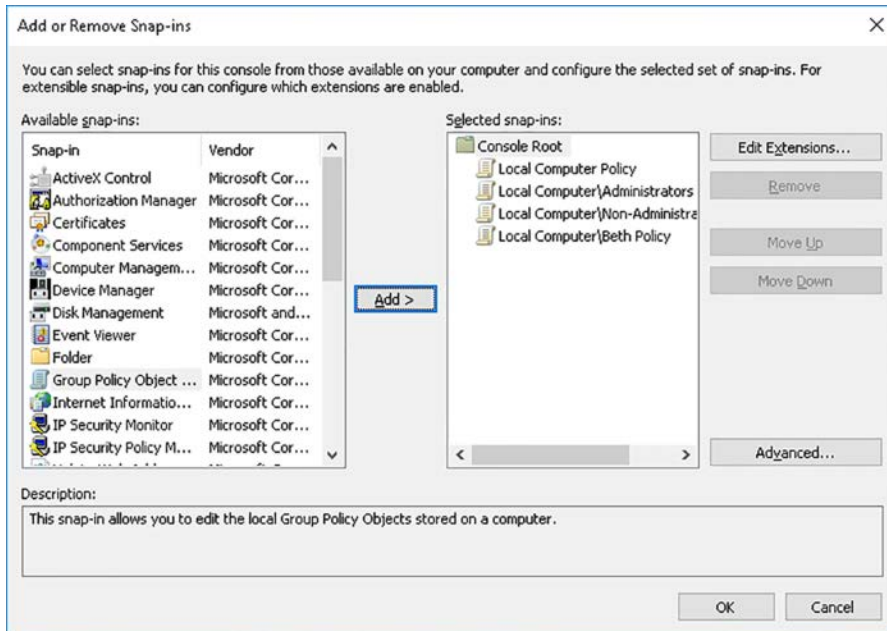 Add or Remove Snap-ins
You can select snap-ins for this console from those available on your computer and configure the selected set of snap-ins. For
extensible snap-ins, you can configure which extensions are enabled.
Available snap-ins:
Snap-in Vendor
ActiveX Control Microsoft Cor...
Authorization Manager Microsoft Cor...
Certificates Microsoft Cor...
Component Services Microsoft Cor...
Computer Managem... Microsoft Cor...
Device Manager Microsoft Cor...
Disk Management Microsoft and...
Event Viewer Microsoft Cor...
Folder Microsoft Cor...
Group Policy Object ... Microsoft Cor...
Internet Informatio... Microsoft Cor...
IP Security Monitor Microsoft Cor...
IP Security Policy M... Microsoft Cor...
Add >
Selected snap-ins:
Console Root
Local Computer Policy
Local Computer\Administrators
Local Computer\Non-Administra
Local Computer\Beth Policy
Edit Extensions...
Remove
Move Up
Move Down
Advanced...
Description:
This snap-in allows you to edit the local Group Policy Objects stored on a computer.
OK Cancel